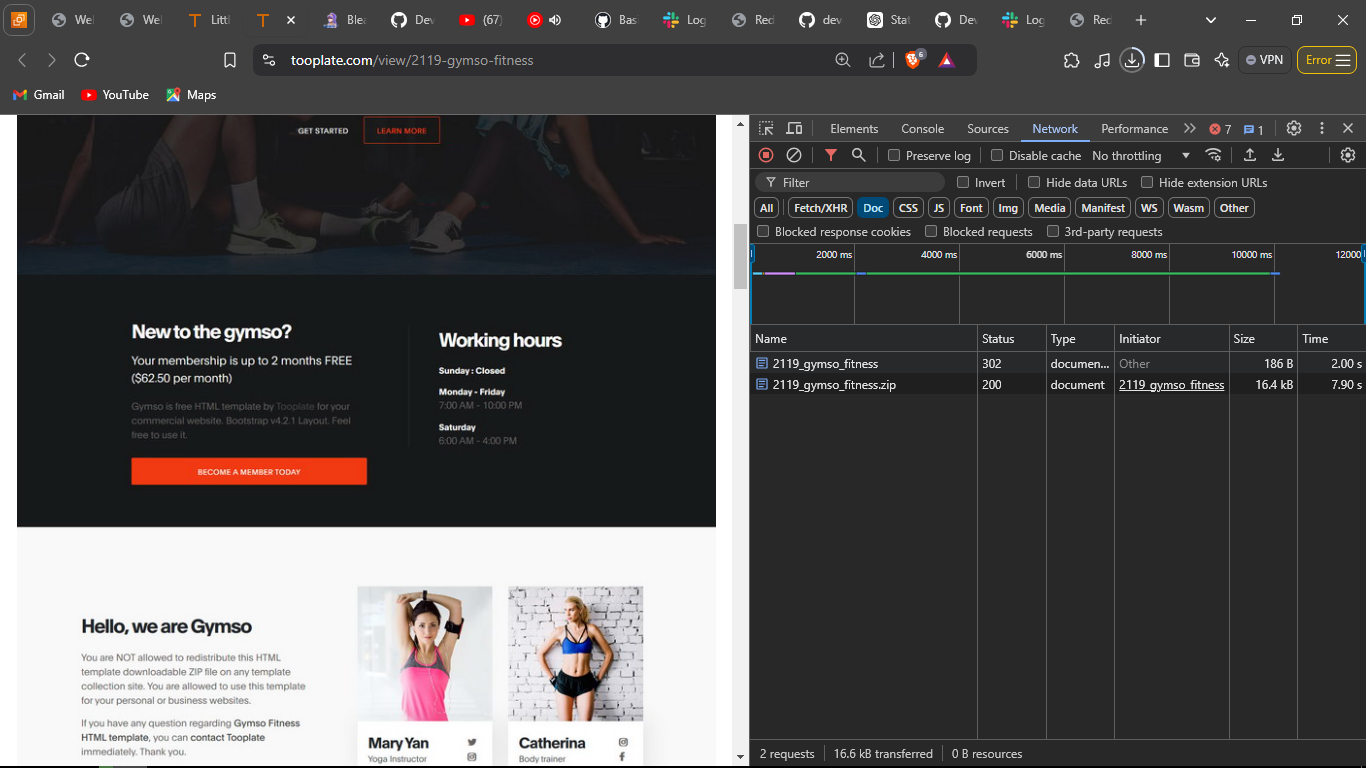 Wel
Wel
Littl
T
Blea
Dev
(67)
Bas
Log
Red
dev
Stat
Dev
Log
Red
tooplate.com/view/2119-gymso-fitness
6
VPN
Error
Gmail
YouTube
Maps
GET STARTED
LEARN MORE
New to the gymso?
Your membership is up to 2 months FREE
($62.50 per month)
Gymso is free HTML template by Tooplate for your
commercial website. Bootstrap v4.2.1 Layout. Feel
free to use it.
BECOME A MEMBER TODAY
Working hours
Sunday : Closed
Monday - Friday
7:00 AM - 10:00 PM
Saturday
6:00 AM - 4:00 PM
Hello, we are Gymso
You are NOT allowed to redistribute this HTML
template downloadable ZIP file on any template
collection site. You are allowed to use this template
for your personal or business websites.
If you have any question regarding Gymso Fitness
HTML template, you can contact Tooplate
immediately. Thank you.
Mary Yan
Yoga Instructor
Catherina
Body trainer
Elements
Console
Sources
Network
Performance
7
1
Preserve log
Disable cache
No throttling
Filter
Invert
Hide data URLs
Hide extension URLs
All
Fetch/XHR
Doc
CSS
JS
Font
Img
Media
Manifest
WS
Wasm
Other
Blocked response cookies
Blocked requests
3rd-party requests
2000 ms
4000 ms
6000 ms
8000 ms
10000 ms
12000
Name Status Type Initiator Size Time
2119_gymso_fitness 302 documen... Other 186 B 2.00 s
2119_gymso_fitness.zip 200 document 2119_gymso_fitness 16.4 kB 7.90 s
2 requests
16.6 kB transferred
0 B resources